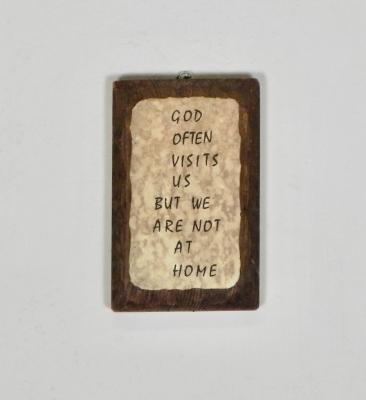 GOD
OFTEN
VISITS
US
BUT WE
ARE NOT
AT
HOME